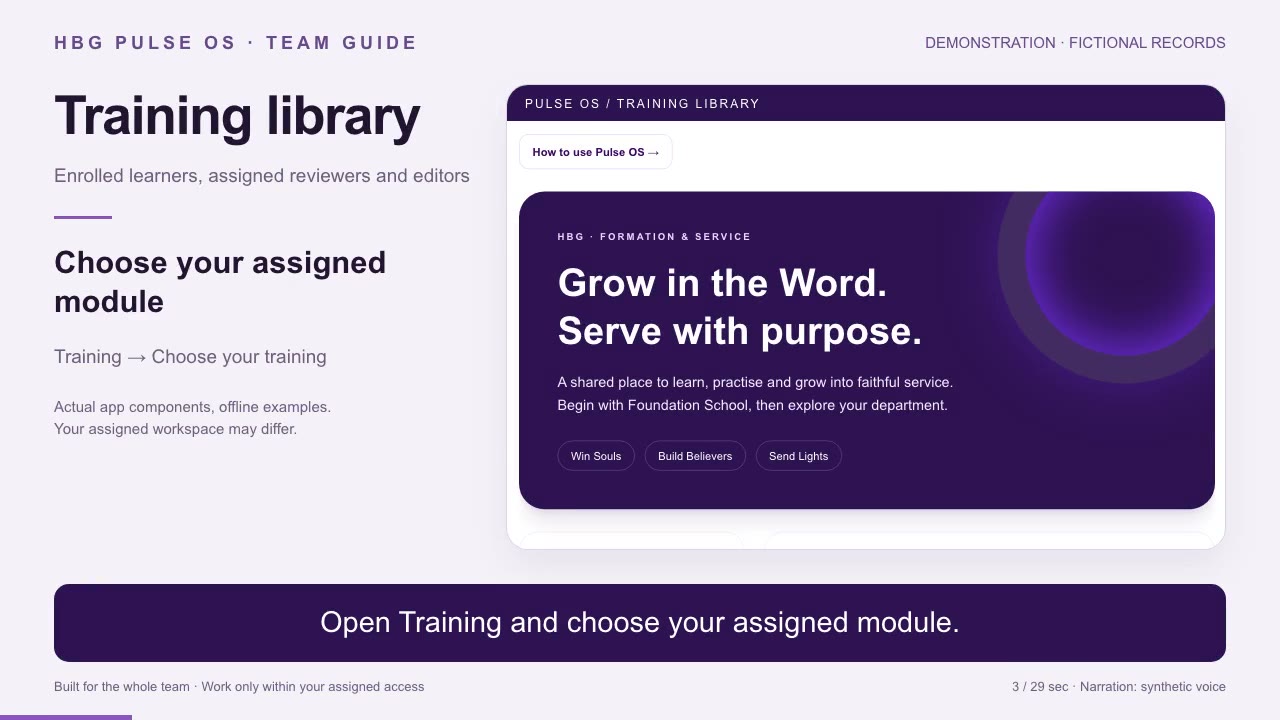 HBG PULSE OS · TEAM GUIDE
DEMONSTRATION · FICTIONAL RECORDS
Training library
Enrolled learners, assigned reviewers and editors
Choose your assigned
module
Training → Choose your training
Actual app components, offline examples.
Your assigned workspace may differ.
PULSE OS / TRAINING LIBRARY
How to use Pulse OS →
HBG · FORMATION & SERVICE
Grow in the Word.
Serve with purpose.
A shared place to learn, practise and grow into faithful service.
Begin with Foundation School, then explore your department.
Win Souls
Build Believers
Send Lights
Open Training and choose your assigned module.
Built for the whole team · Work only within your assigned access
3 / 29 sec · Narration: synthetic voice